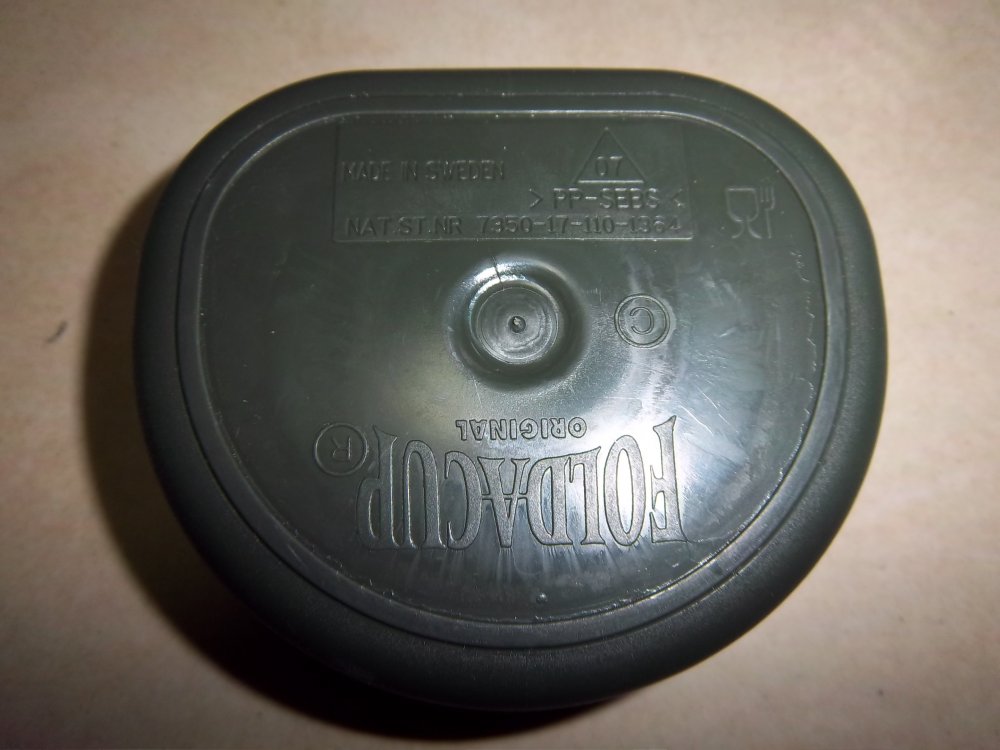 MADE IN SWEDEN
07
> PP-SEBS <
NAT.ST.NR 7350-17-110-1364
©
FOLDACUP ®
ORIGINAL